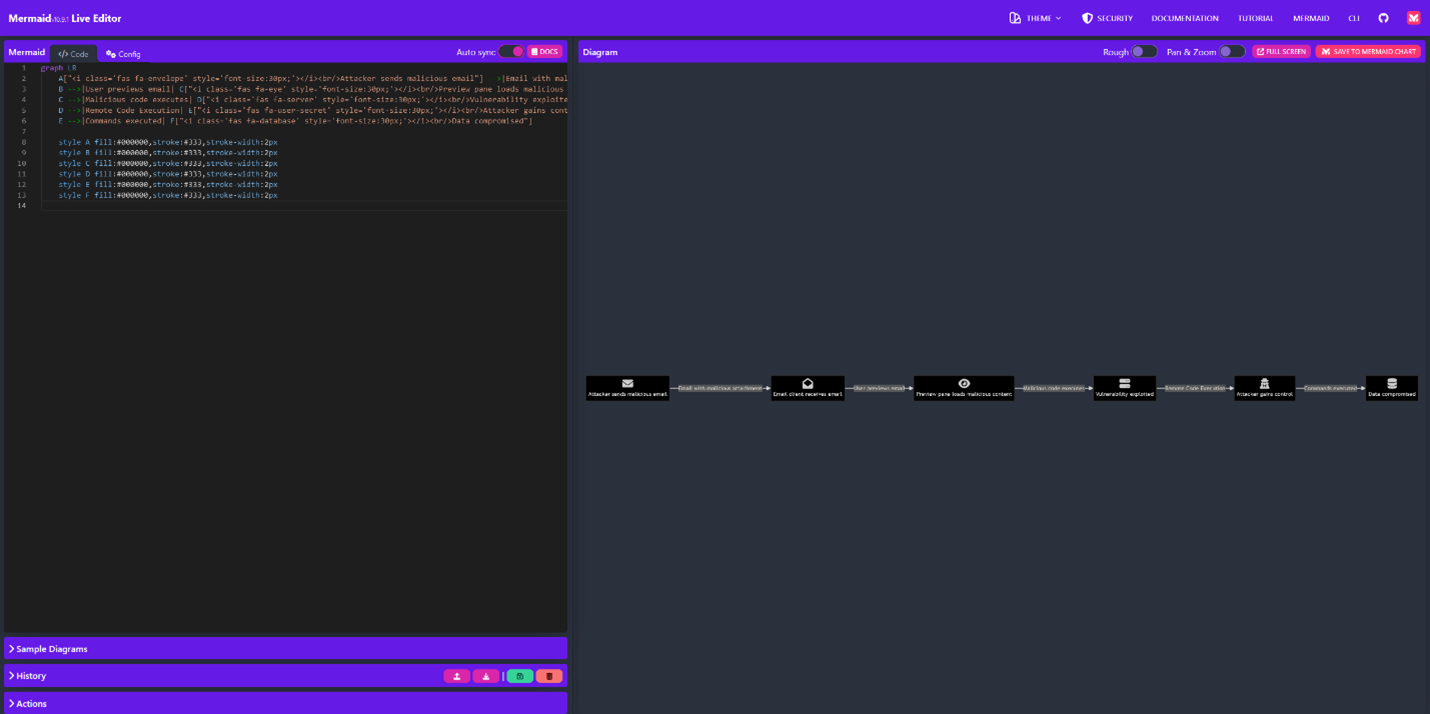 Mermaid v10.9.1 Live Editor
THEME
SECURITY
DOCUMENTATION
TUTORIAL
MERMAID
CLI
Mermaid
</> Code
Config
Auto sync
DOCS
1 graph LR
2 A["<i class='fas fa-envelope' style='font-size:30px;'></i><br/>Attacker sends malicious email"] -->|Email with mal
3 B -->|User previews email| C["<i class='fas fa-eye' style='font-size:30px;'></i><br/>Preview pane loads malicious
4 C -->|Malicious code executes| D["<i class='fas fa-server' style='font-size:30px;'></i><br/>Vulnerability exploite
5 D -->|Remote Code Execution| E["<i class='fas fa-user-secret' style='font-size:30px;'></i><br/>Attacker gains cont
6 E -->|Commands executed| F["<i class='fas fa-database' style='font-size:30px;'></i><br/>Data compromised"]
7
8 style A fill:#000000,stroke:#333,stroke-width:2px
9 style B fill:#000000,stroke:#333,stroke-width:2px
10 style C fill:#000000,stroke:#333,stroke-width:2px
11 style D fill:#000000,stroke:#333,stroke-width:2px
12 style E fill:#000000,stroke:#333,stroke-width:2px
13 style F fill:#000000,stroke:#333,stroke-width:2px
14
Sample Diagrams
History
Actions
Diagram
Rough
Pan & Zoom
FULL SCREEN
SAVE TO MERMAID CHART
Attacker sends malicious email
Email with malicious attachment
Email client receives email
User previews email
Preview pane loads malicious content
Malicious code executes
Vulnerability exploited
Remote Code Execution
Attacker gains control
Commands executed
Data compromised